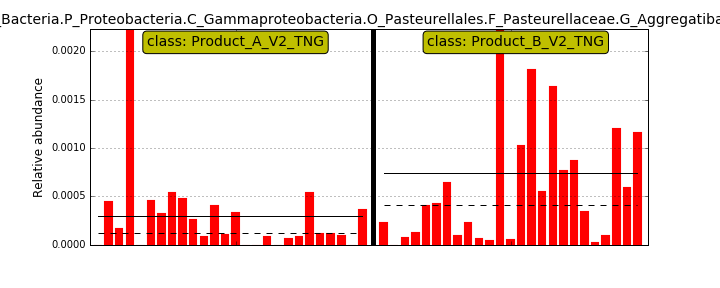 _Bacteria.P_Proteobacteria.C_Gammaproteobacteria.O_Pasteurellales.F_Pasteurellaceae.G_Aggregatiba
class: Product_A_V2_TNG
class: Product_B_V2_TNG
Relative abundance
0.0020
0.0015
0.0010
0.0005
0.0000